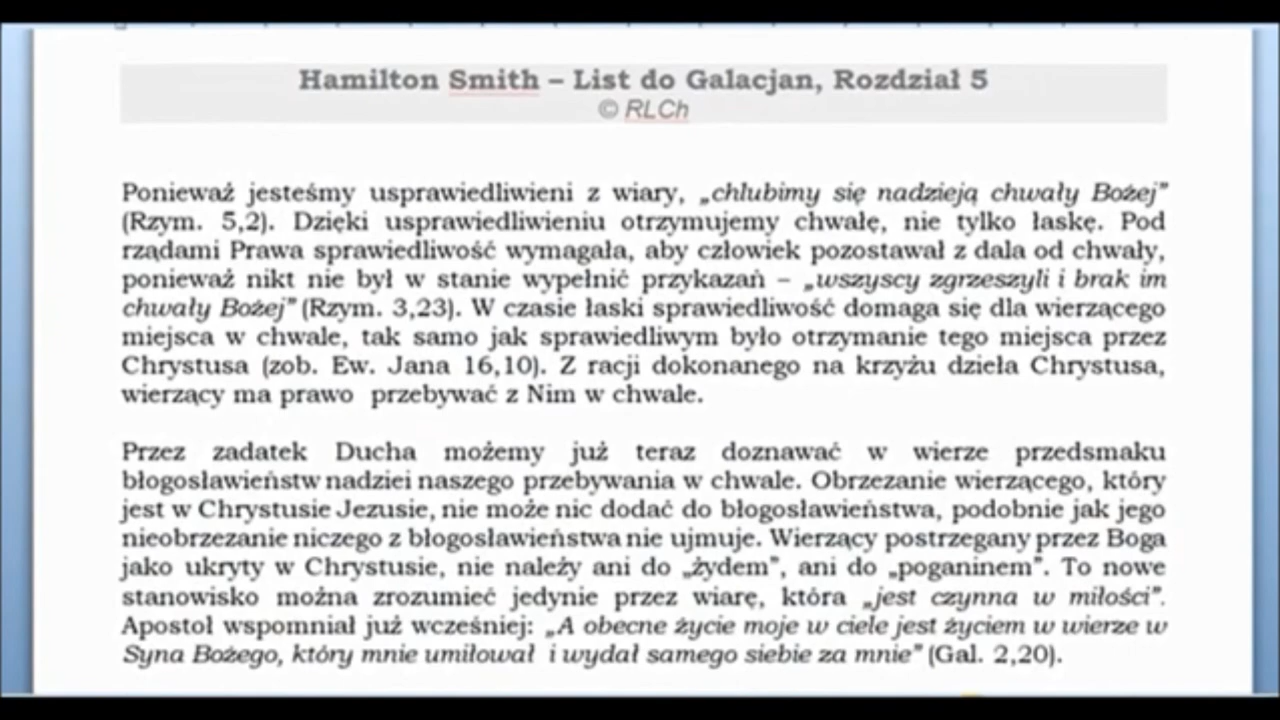 Hamilton Smith – List do Galacjan, Rozdział 5
© RLCh
Ponieważ jesteśmy usprawiedliwieni z wiary, „chlubimy się nadzieją chwały Bożej”
(Rzym. 5,2). Dzięki usprawiedliwieniu otrzymujemy chwałę, nie tylko łaskę. Pod
rządami Prawa sprawiedliwość wymagała, aby człowiek pozostawał z dala od chwały,
ponieważ nikt nie był w stanie wypełnić przykazań – „wszyscy zgrzeszyli i brak im
chwały Bożej” (Rzym. 3,23). W czasie łaski sprawiedliwość domaga się dla wierzącego
miejsca w chwale, tak samo jak sprawiedliwym było otrzymanie tego miejsca przez
Chrystusa (zob. Ew. Jana 16,10). Z racji dokonanego na krzyżu dzieła Chrystusa,
wierzący ma prawo przebywać z Nim w chwale.
Przez zadatek Ducha możemy już teraz doznawać w wierze przedsmaku
błogosławieństw nadziei naszego przebywania w chwale. Obrzezanie wierzącego, który
jest w Chrystusie Jezusie, nie może nic dodać do błogosławieństwa, podobnie jak jego
nieobrzezanie niczego z błogosławieństwa nie ujmuje. Wierzący postrzegany przez Boga
jako ukryty w Chrystusie, nie należy ani do „żydem”, ani do „poganinem”. To nowe
stanowisko można zrozumieć jedynie przez wiarę, która „jest czynna w miłości”.
Apostoł wspomniał już wcześniej: „A obecne życie moje w ciele jest życiem w wierze w
Syna Bożego, który mnie umiłował i wydał samego siebie za mnie” (Gal. 2,20).